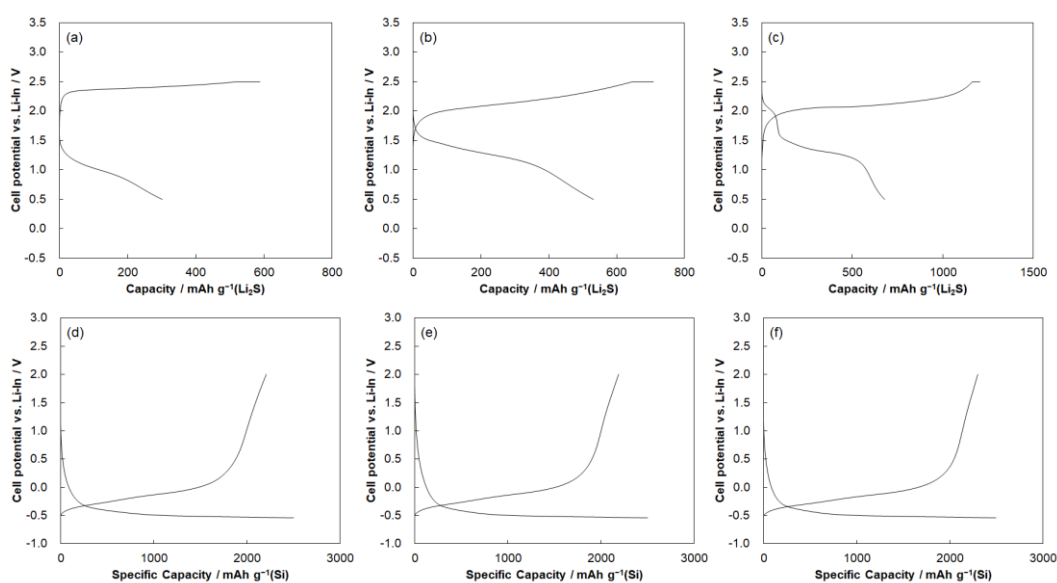 (a)
3.5
3.0
2.5
2.0
1.5
1.0
0.5
0.0
-0.5
Cell potential vs. Li-In / V
0 200 400 600 800
Capacity / mAh g⁻¹(Li₂S)
(b)
3.5
3.0
2.5
2.0
1.5
1.0
0.5
0.0
-0.5
Cell potential vs. Li-In / V
0 200 400 600 800
Capacity / mAh g⁻¹(Li₂S)
(c)
3.5
3.0
2.5
2.0
1.5
1.0
0.5
0.0
-0.5
Cell potential vs. Li-In / V
0 500 1000 1500
Capacity / mAh g⁻¹(Li₂S)
(d)
3.0
2.5
2.0
1.5
1.0
0.5
0.0
-0.5
-1.0
Cell potential vs. Li-In / V
0 1000 2000 3000
Specific Capacity / mAh g⁻¹(Si)
(e)
3.0
2.5
2.0
1.5
1.0
0.5
0.0
-0.5
-1.0
Cell potential vs. Li-In / V
0 1000 2000 3000
Specific Capacity / mAh g⁻¹(Si)
(f)
3.0
2.5
2.0
1.5
1.0
0.5
0.0
-0.5
-1.0
Cell potential vs. Li-In / V
0 1000 2000 3000
Specific Capacity / mAh g⁻¹(Si)